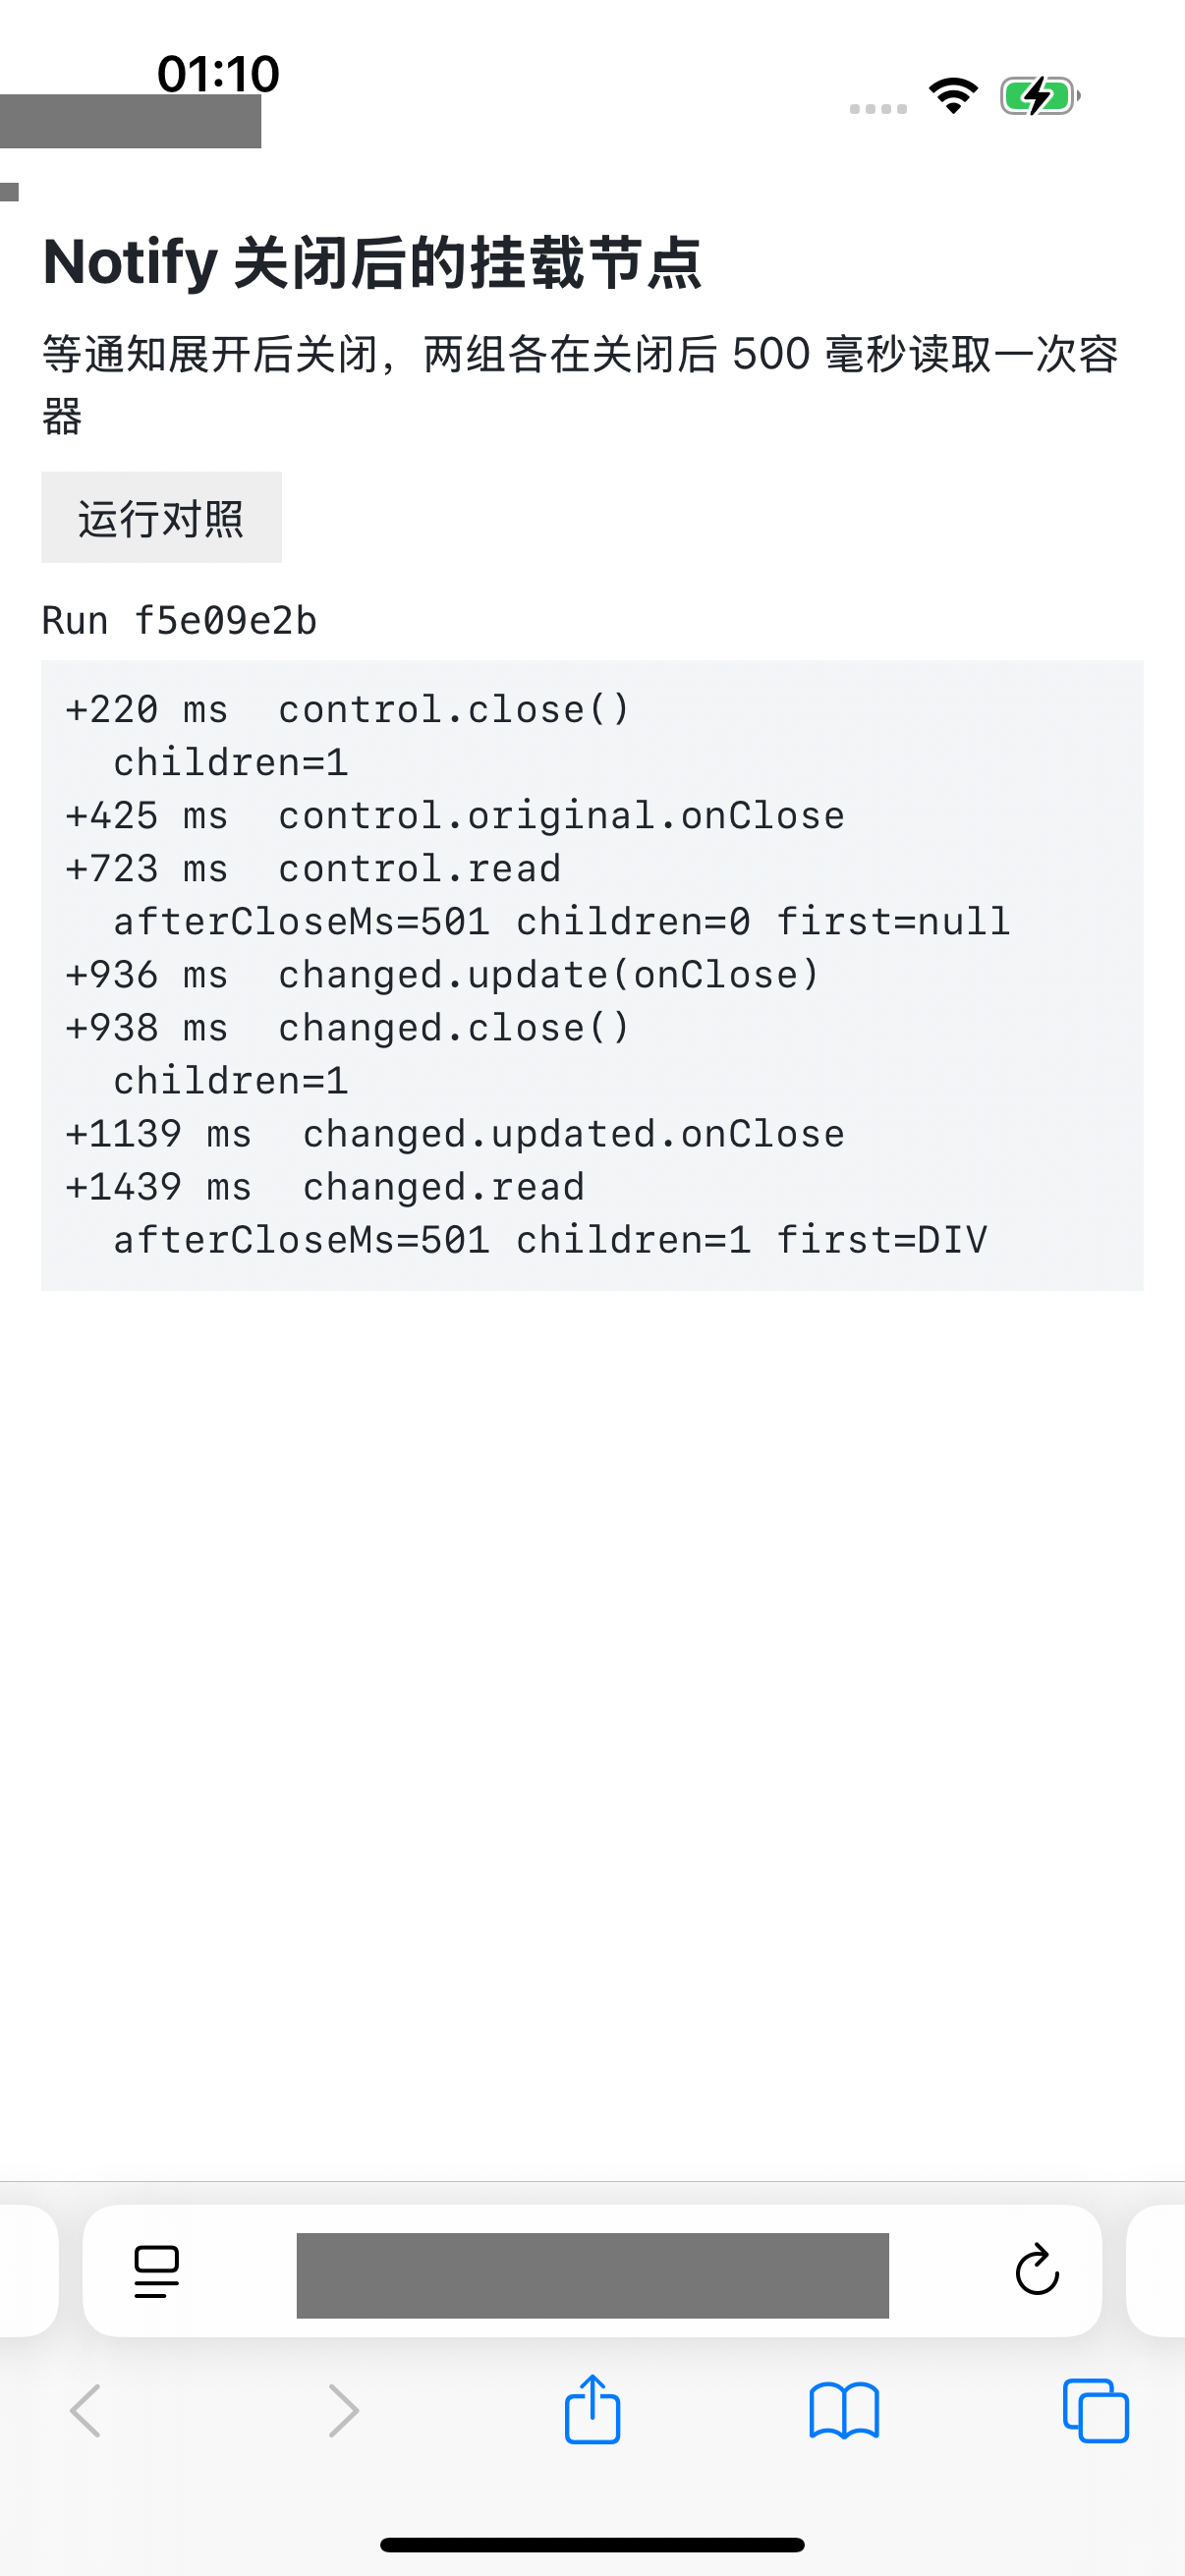 01:10
Notify 关闭后的挂载节点
等通知展开后关闭，两组各在关闭后 500 毫秒读取一次容
器
运行对照
Run f5e09e2b
+220 ms  control.close()
  children=1
+425 ms  control.original.onClose
+723 ms  control.read
  afterCloseMs=501 children=0 first=null
+936 ms  changed.update(onClose)
+938 ms  changed.close()
  children=1
+1139 ms  changed.updated.onClose
+1439 ms  changed.read
  afterCloseMs=501 children=1 first=DIV